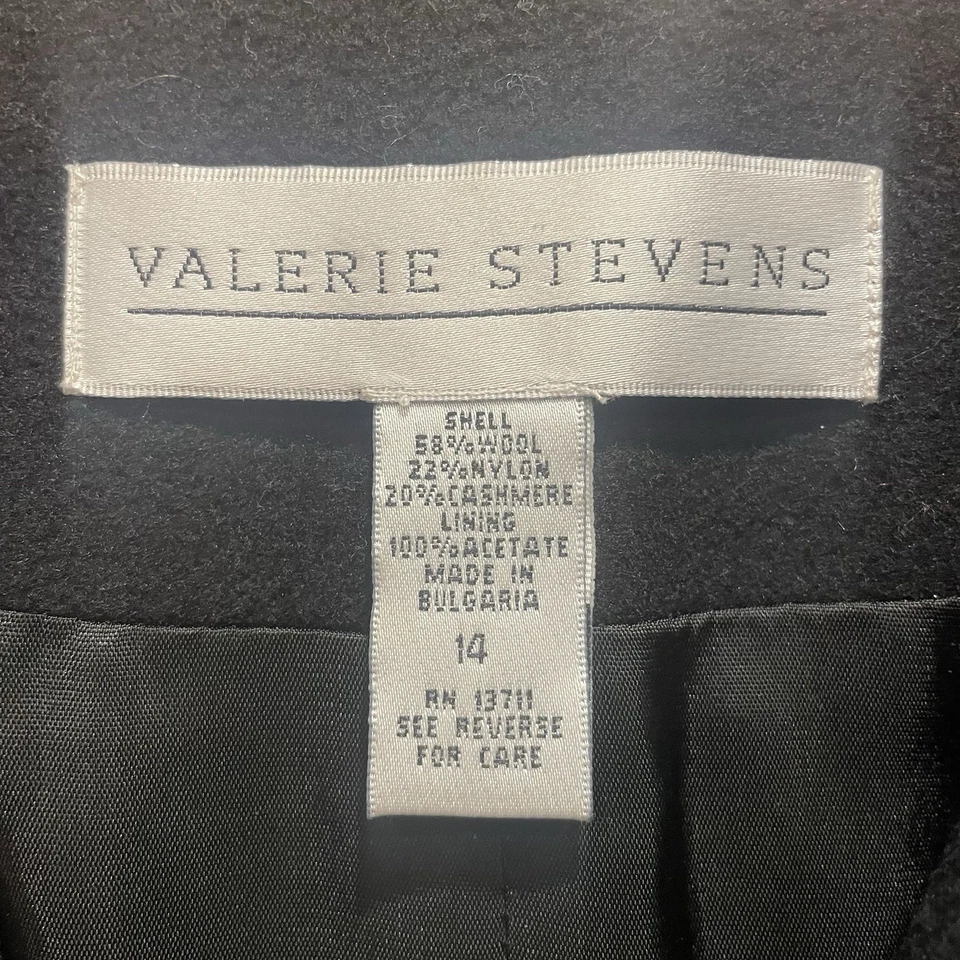 VALERIE STEVENS
SHELL
58%WOOL
22%NYLON
20%CASHMERE
LINING
100%ACETATE
MADE IN
BULGARIA
14
RN 13711
SEE REVERSE
FOR CARE